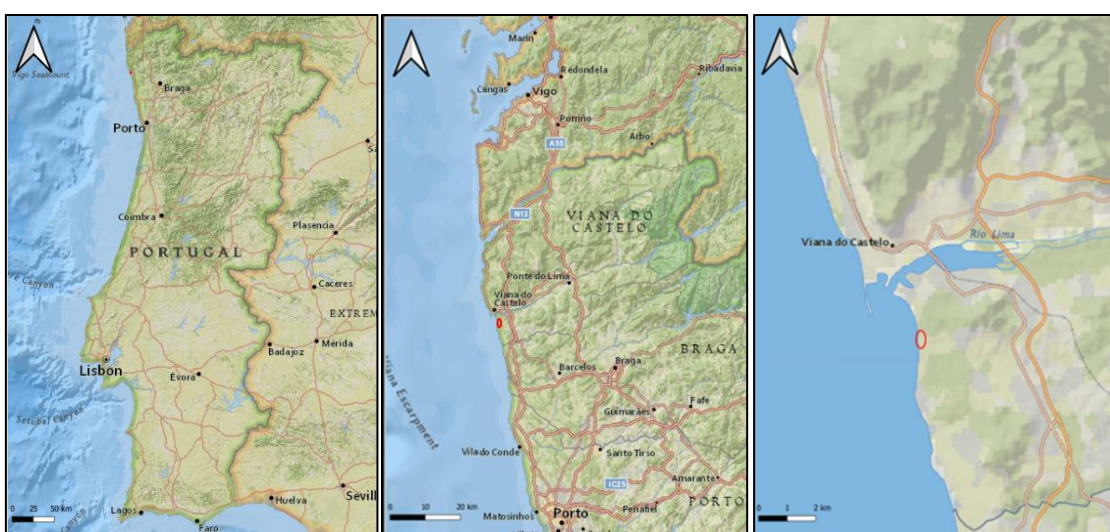 Vigo Seamount
Braga
Porto
Coimbra
Plasencia
PORTUGAL
Caceres
EXTREM
Badajoz
Mérida
Lisbon
Évora
Setubal Canyon
Sevill
Huelva
Lagos
Faro
0 25 50 km
Marín
Redondela
Ribadavia
Cangas
Vigo
Porriño
Arbo
A55
N13
VIANA DO
CASTELO
Ponte do Lima
Viana do
Castelo
BRAGA
Barcelos
Braga
Guimarães
Fafe
Vila do Conde
Santo Tirso
Amarante
IC25
PORTO
Penafiel
Matosinhos
Porto
0 10 20 km
Viana do Castelo
Rio Lima
0 1 2 km